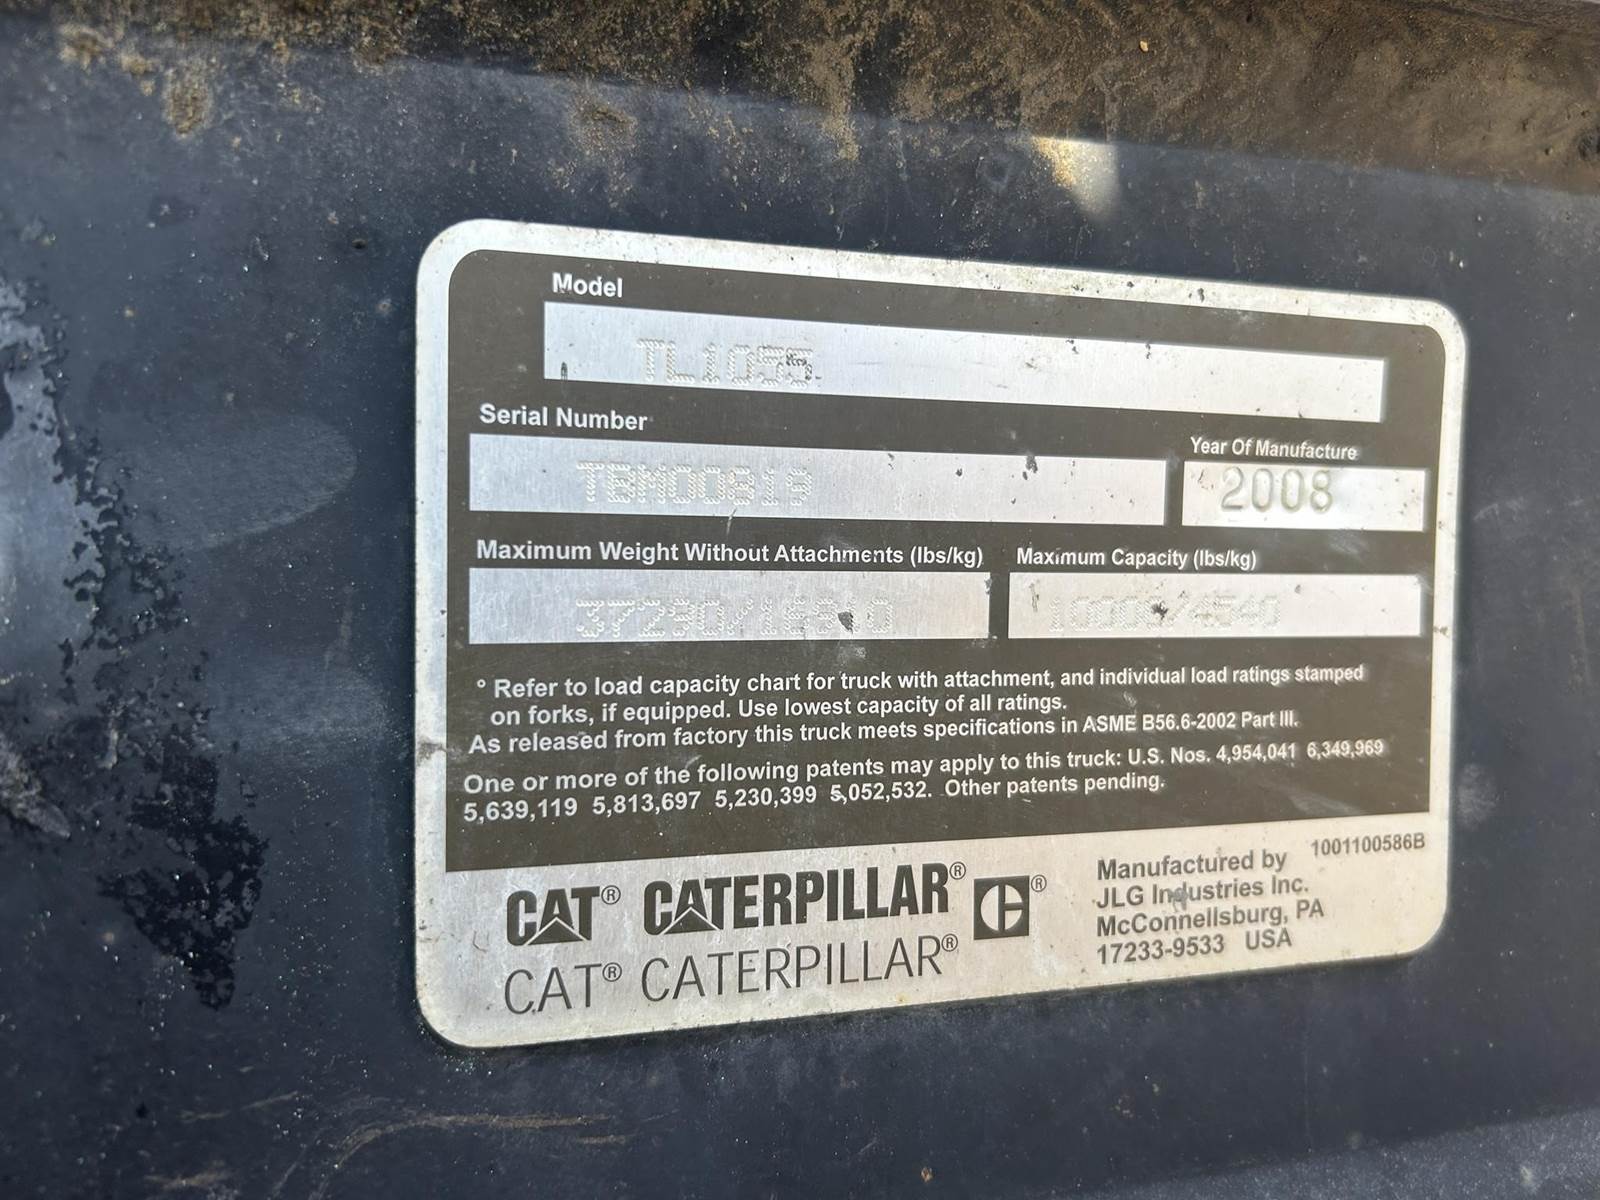 Model
TL1055
Serial Number
TBM00819
Year Of Manufacture
2008
Maximum Weight Without Attachments (lbs/kg)
Maximum Capacity (lbs/kg)
10000/4540
° Refer to load capacity chart for truck with attachment, and individual load ratings stamped
on forks, if equipped. Use lowest capacity of all ratings.
As released from factory this truck meets specifications in ASME B56.6-2002 Part III.
One or more of the following patents may apply to this truck: U.S. Nos. 4,954,041 6,349,969
5,639,119 5,813,697 5,230,399 5,052,532. Other patents pending.
CAT® CATERPILLAR® C®
CAT® CATERPILLAR®
1001100586B
Manufactured by
JLG Industries Inc.
McConnellsburg, PA
17233-9533 USA